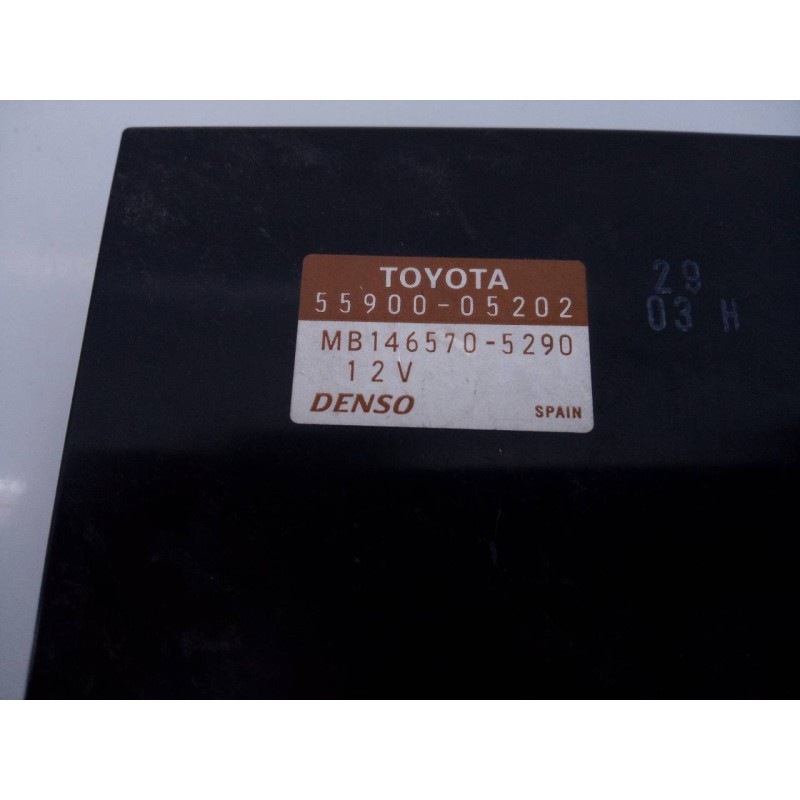 TOYOTA
55900-05202
MB146570-5290
12V
DENSO SPAIN
29
03 H